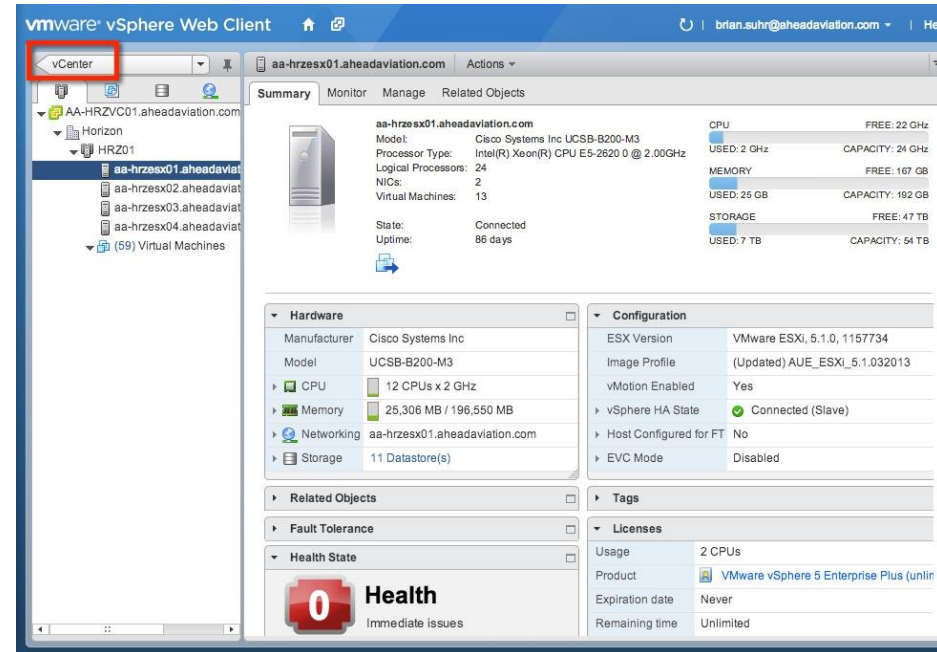 vmware® vSphere Web Client
brian.suhr@aheadaviation.com
He
vCenter
AA-HRZVC01.aheadaviation.com
Horizon
HRZ01
aa-hrzesx01.aheadaviat
aa-hrzesx02.aheadaviat
aa-hrzesx03.aheadaviat
aa-hrzesx04.aheadaviat
(59) Virtual Machines
aa-hrzesx01.aheadaviation.com Actions
Summary Monitor Manage Related Objects
aa-hrzesx01.aheadaviation.com
Model: Cisco Systems Inc UCSB-B200-M3
Processor Type: Intel(R) Xeon(R) CPU E5-2620 0 @ 2.00GHz
Logical Processors: 24
NICs: 2
Virtual Machines: 13
State: Connected
Uptime: 86 days
CPU FREE: 22 GHz
USED: 2 GHz CAPACITY: 24 GHz
MEMORY FREE: 167 GB
USED: 25 GB CAPACITY: 192 GB
STORAGE FREE: 47 TB
USED: 7 TB CAPACITY: 54 TB
Hardware
Manufacturer Cisco Systems Inc
Model UCSB-B200-M3
CPU 12 CPUs x 2 GHz
Memory 25,306 MB / 196,550 MB
Networking aa-hrzesx01.aheadaviation.com
Storage 11 Datastore(s)
Related Objects
Fault Tolerance
Health State
0
Health
Immediate issues
Configuration
ESX Version VMware ESXi, 5.1.0, 1157734
Image Profile (Updated) AUE_ESXi_5.1.032013
vMotion Enabled Yes
vSphere HA State Connected (Slave)
Host Configured for FT No
EVC Mode Disabled
Tags
Licenses
Usage 2 CPUs
Product VMware vSphere 5 Enterprise Plus (unlin
Expiration date Never
Remaining time Unlimited